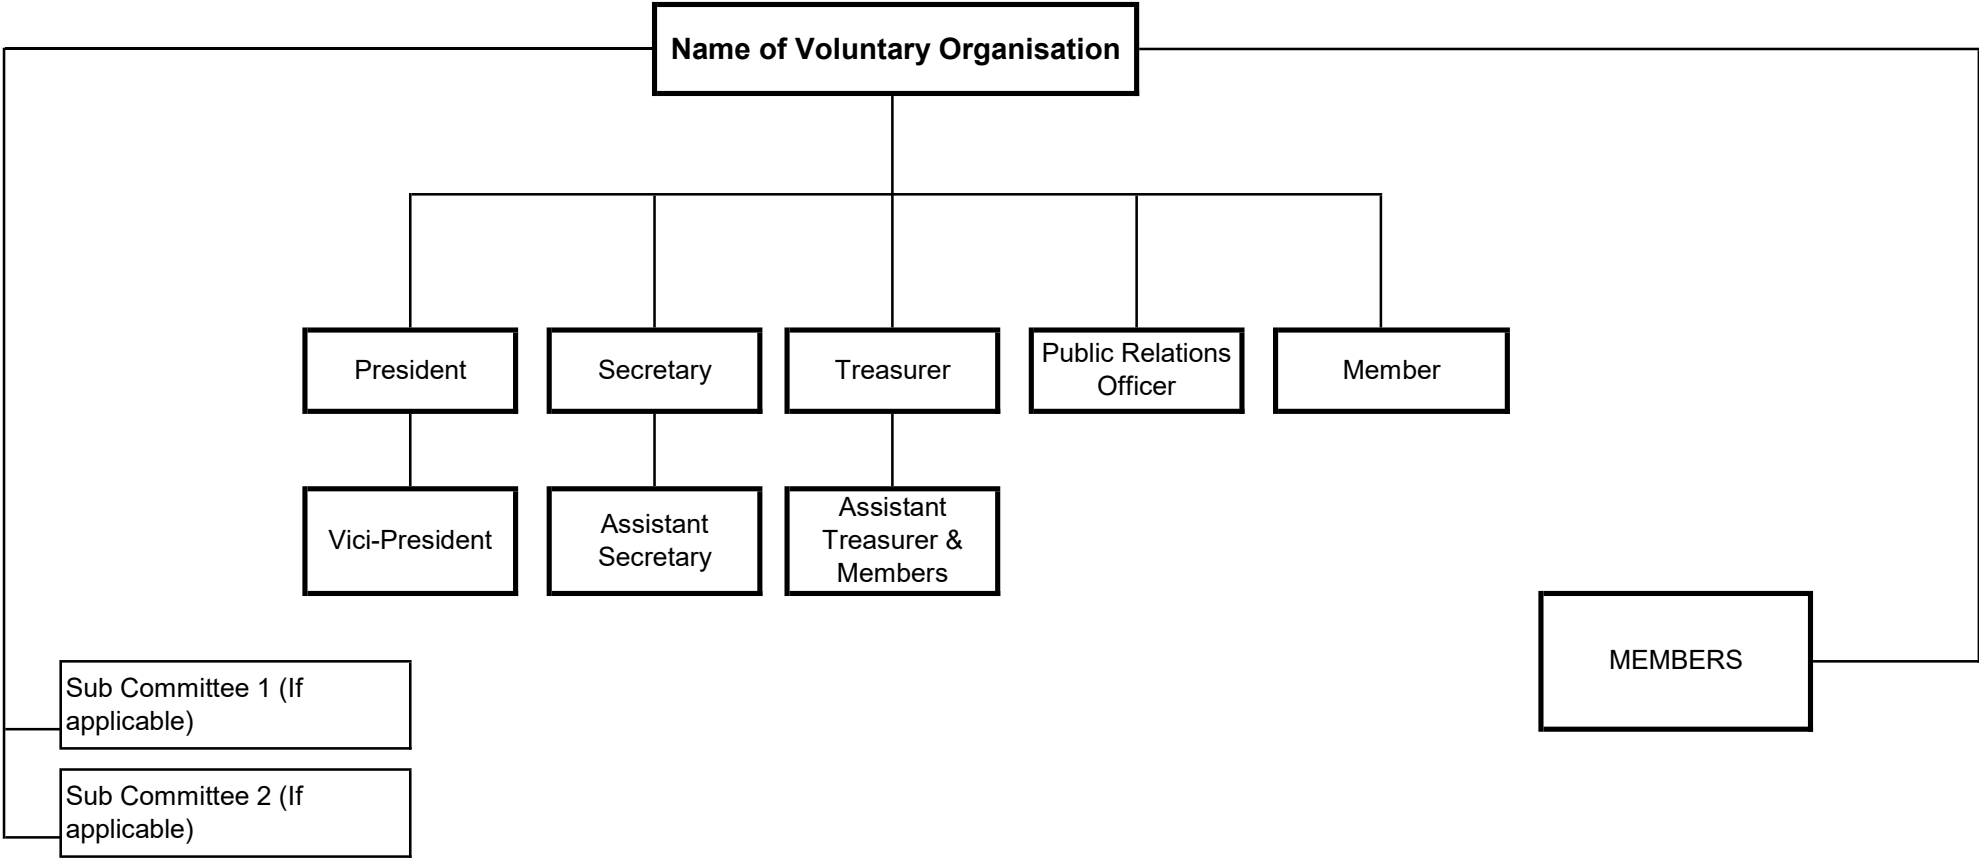 Name of Voluntary Organisation
President
Secretary
Treasurer
Public Relations
Officer
Member
Vici-President
Assistant
Secretary
Assistant
Treasurer &
Members
MEMBERS
Sub Committee 1 (If
applicable)
Sub Committee 2 (If
applicable)